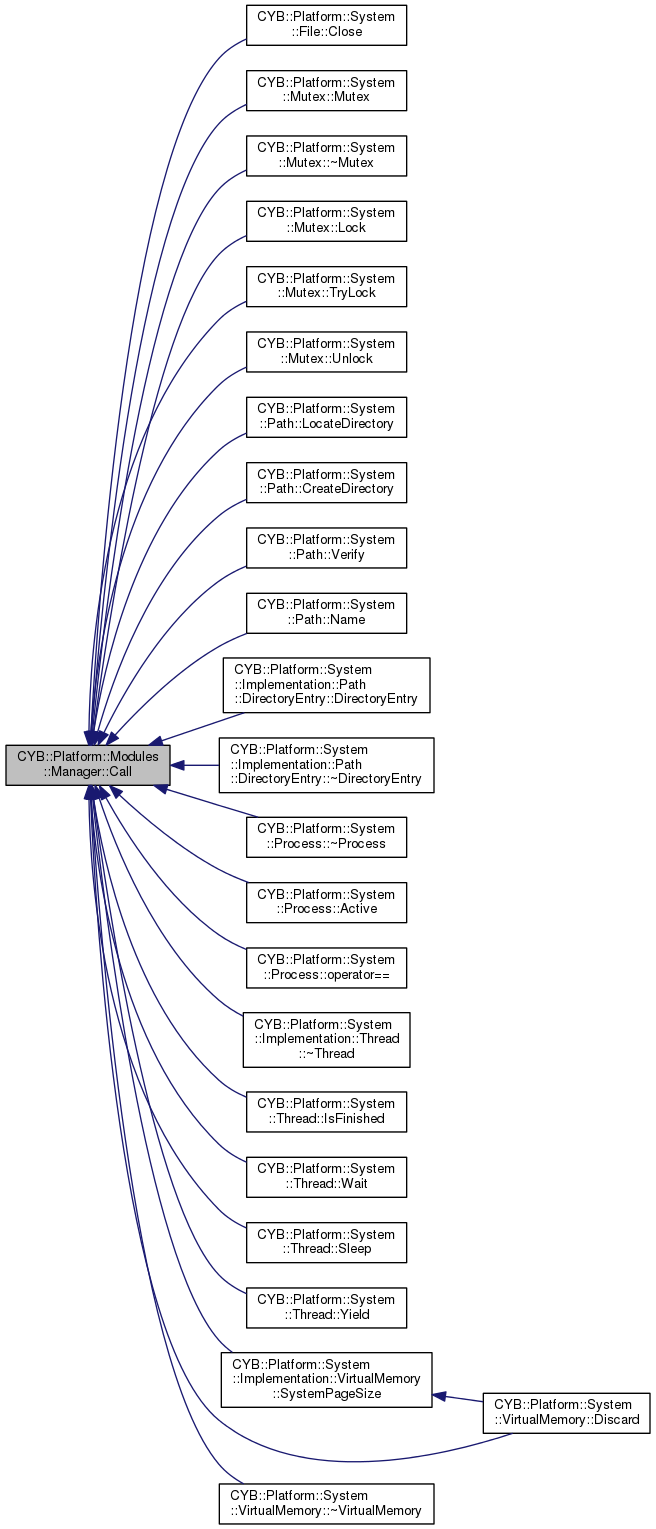 CYB::Platform::System
::File::Close
CYB::Platform::System
::Mutex::Mutex
CYB::Platform::System
::Mutex::~Mutex
CYB::Platform::System
::Mutex::Lock
CYB::Platform::System
::Mutex::TryLock
CYB::Platform::System
::Mutex::Unlock
CYB::Platform::System
::Path::LocateDirectory
CYB::Platform::System
::Path::CreateDirectory
CYB::Platform::System
::Path::Verify
CYB::Platform::System
::Path::Name
CYB::Platform::System
::Implementation::Path
::DirectoryEntry::DirectoryEntry
CYB::Platform::Modules
::Manager::Call
CYB::Platform::System
::Implementation::Path
::DirectoryEntry::~DirectoryEntry
CYB::Platform::System
::Process::~Process
CYB::Platform::System
::Process::Active
CYB::Platform::System
::Process::operator==
CYB::Platform::System
::Implementation::Thread
::~Thread
CYB::Platform::System
::Thread::IsFinished
CYB::Platform::System
::Thread::Wait
CYB::Platform::System
::Thread::Sleep
CYB::Platform::System
::Thread::Yield
CYB::Platform::System
::Implementation::VirtualMemory
::SystemPageSize
CYB::Platform::System
::VirtualMemory::Discard
CYB::Platform::System
::VirtualMemory::~VirtualMemory